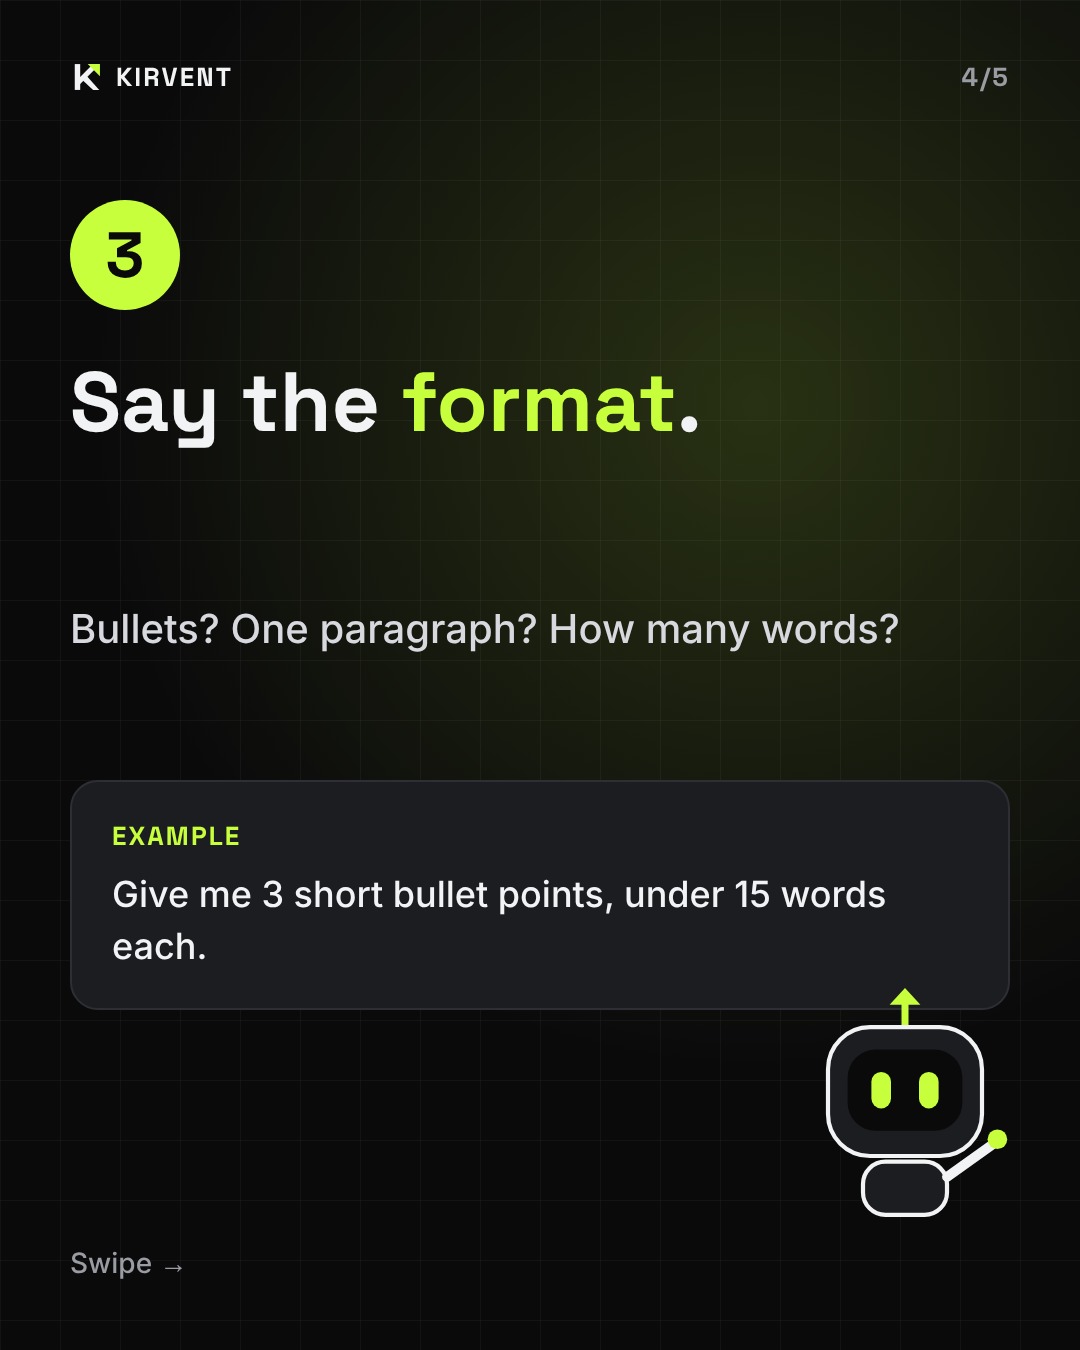 KIRVENT
4/5
3
Say the format.
Bullets? One paragraph? How many words?
EXAMPLE
Give me 3 short bullet points, under 15 words
each.
Swipe →